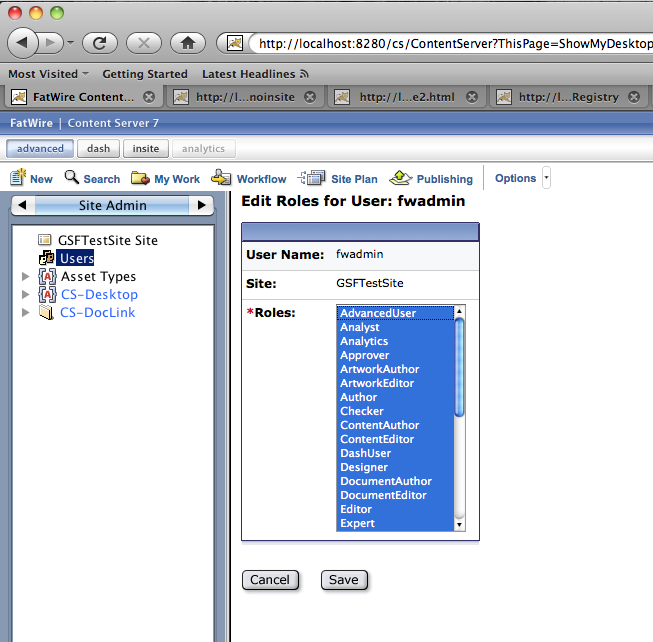 http://localhost:8280/cs/ContentServer?ThisPage=ShowMyDesktop
Most Visited Getting Started Latest Headlines
FatWire Conten... http://l...noinsite http://l...e2.html http://l...Registry
FatWire | Content Server 7
advanced dash insite analytics
New Search My Work Workflow Site Plan Publishing Options
Site Admin
GSFTestSite Site
Users
Asset Types
CS-Desktop
CS-DocLink
Edit Roles for User: fwadmin
User Name: fwadmin
Site: GSFTestSite
*Roles: AdvancedUser
Analyst
Analytics
Approver
ArtworkAuthor
ArtworkEditor
Author
Checker
ContentAuthor
ContentEditor
DashUser
Designer
DocumentAuthor
DocumentEditor
Editor
Expert
Cancel Save